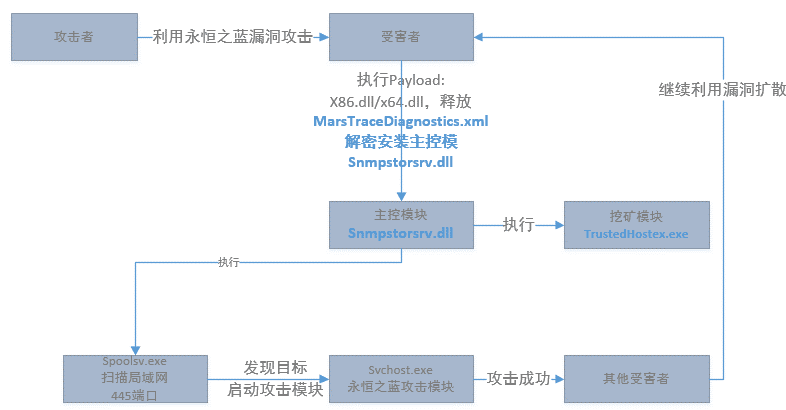 攻击者
利用永恒之蓝漏洞攻击
受害者
执行Payload:
X86.dll/x64.dll，释放
MarsTraceDiagnostics.xml
解密安装主控模
Snmpstorsrv.dll
继续利用漏洞扩散
主控模块
Snmpstorsrv.dll
执行
挖矿模块
TrustedHostex.exe
执行
Spoolsv.exe
扫描局域网
445端口
发现目标
启动攻击模块
Svchost.exe
永恒之蓝攻击模块
攻击成功
其他受害者